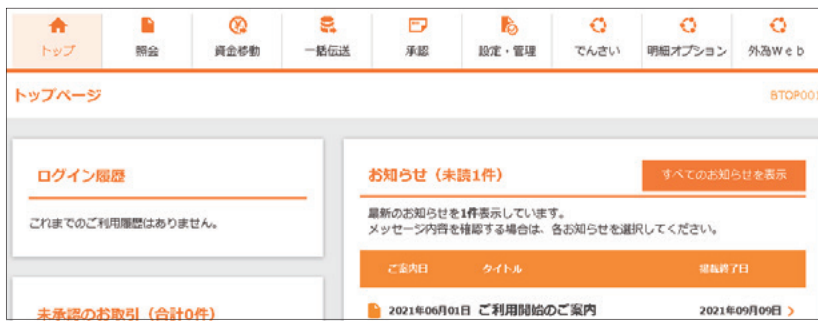 トップ 照会 資金移動 一括伝送 承認 設定・管理 でんさい 明細オプション 外為Web
トップページ BTOP001
ログイン履歴
これまでのご利用履歴はありません。
未承認のお取引（合計0件）
お知らせ（未読1件） すべてのお知らせを表示
最新のお知らせを1件表示しています。
メッセージ内容を確認する場合は、各お知らせを選択してください。
ご案内日 タイトル 掲載終了日
2021年06月01日 ご利用開始のご案内 2021年09月09日